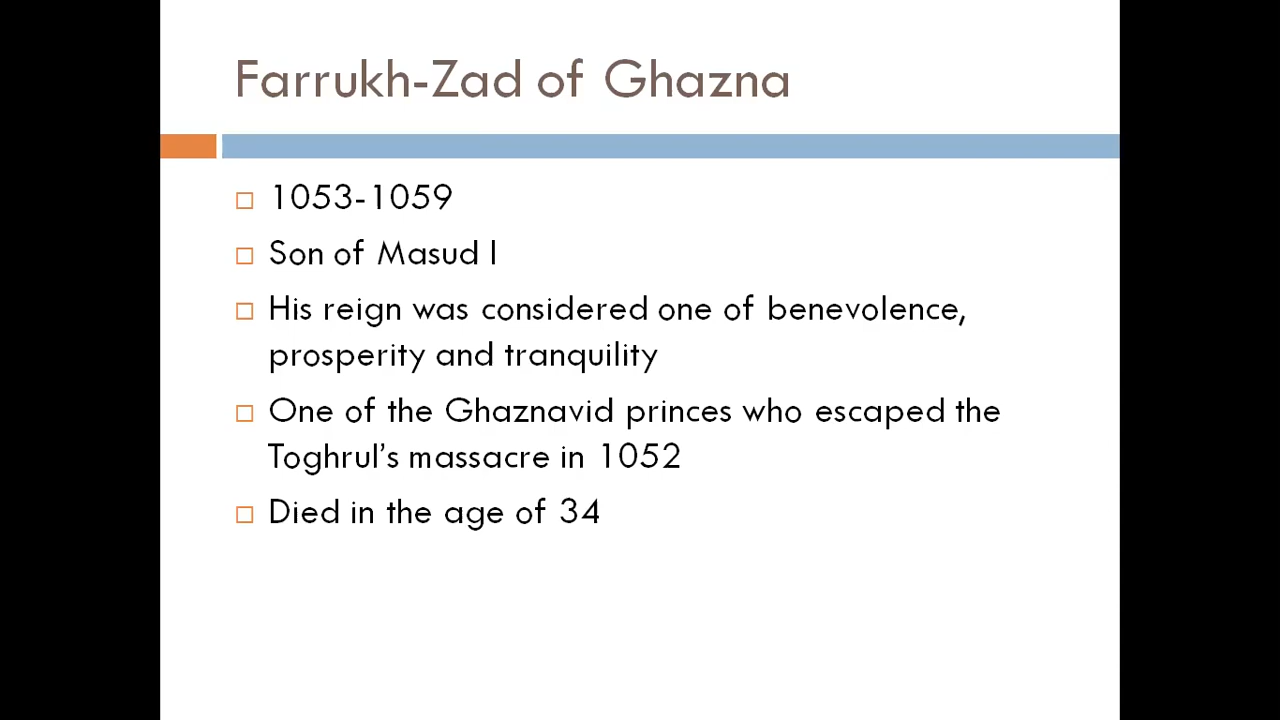 Farrukh-Zad of Ghazna
1053-1059
Son of Masud I
His reign was considered one of benevolence,
prosperity and tranquility
One of the Ghaznavid princes who escaped the
Toghrul’s massacre in 1052
Died in the age of 34